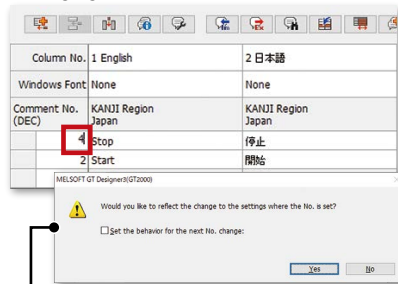 Column No. 1 English 2 日本語
Windows Font None None
Comment No. KANJI Region KANJI Region
(DEC) Japan Japan
4 Stop 停止
2 Start 開始
MELSOFT GT Designer3(GT2000)
Would you like to reflect the change to the settings where the No. is set?
Set the behavior for the next No. change:
Yes No